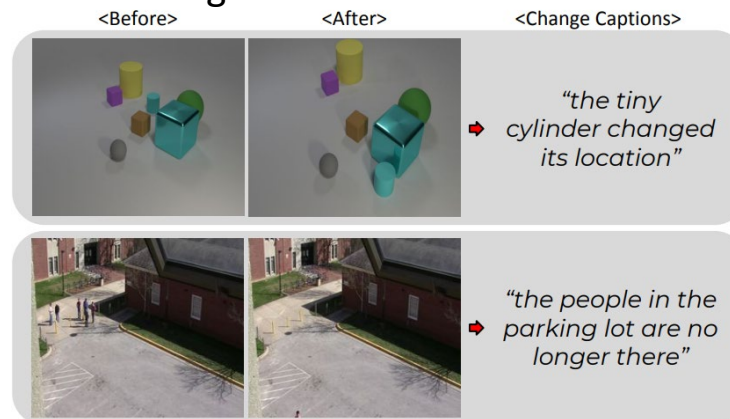 <Before>
<After>
<Change Captions>
“the tiny
cylinder changed
its location”
“the people in the
parking lot are no
longer there”